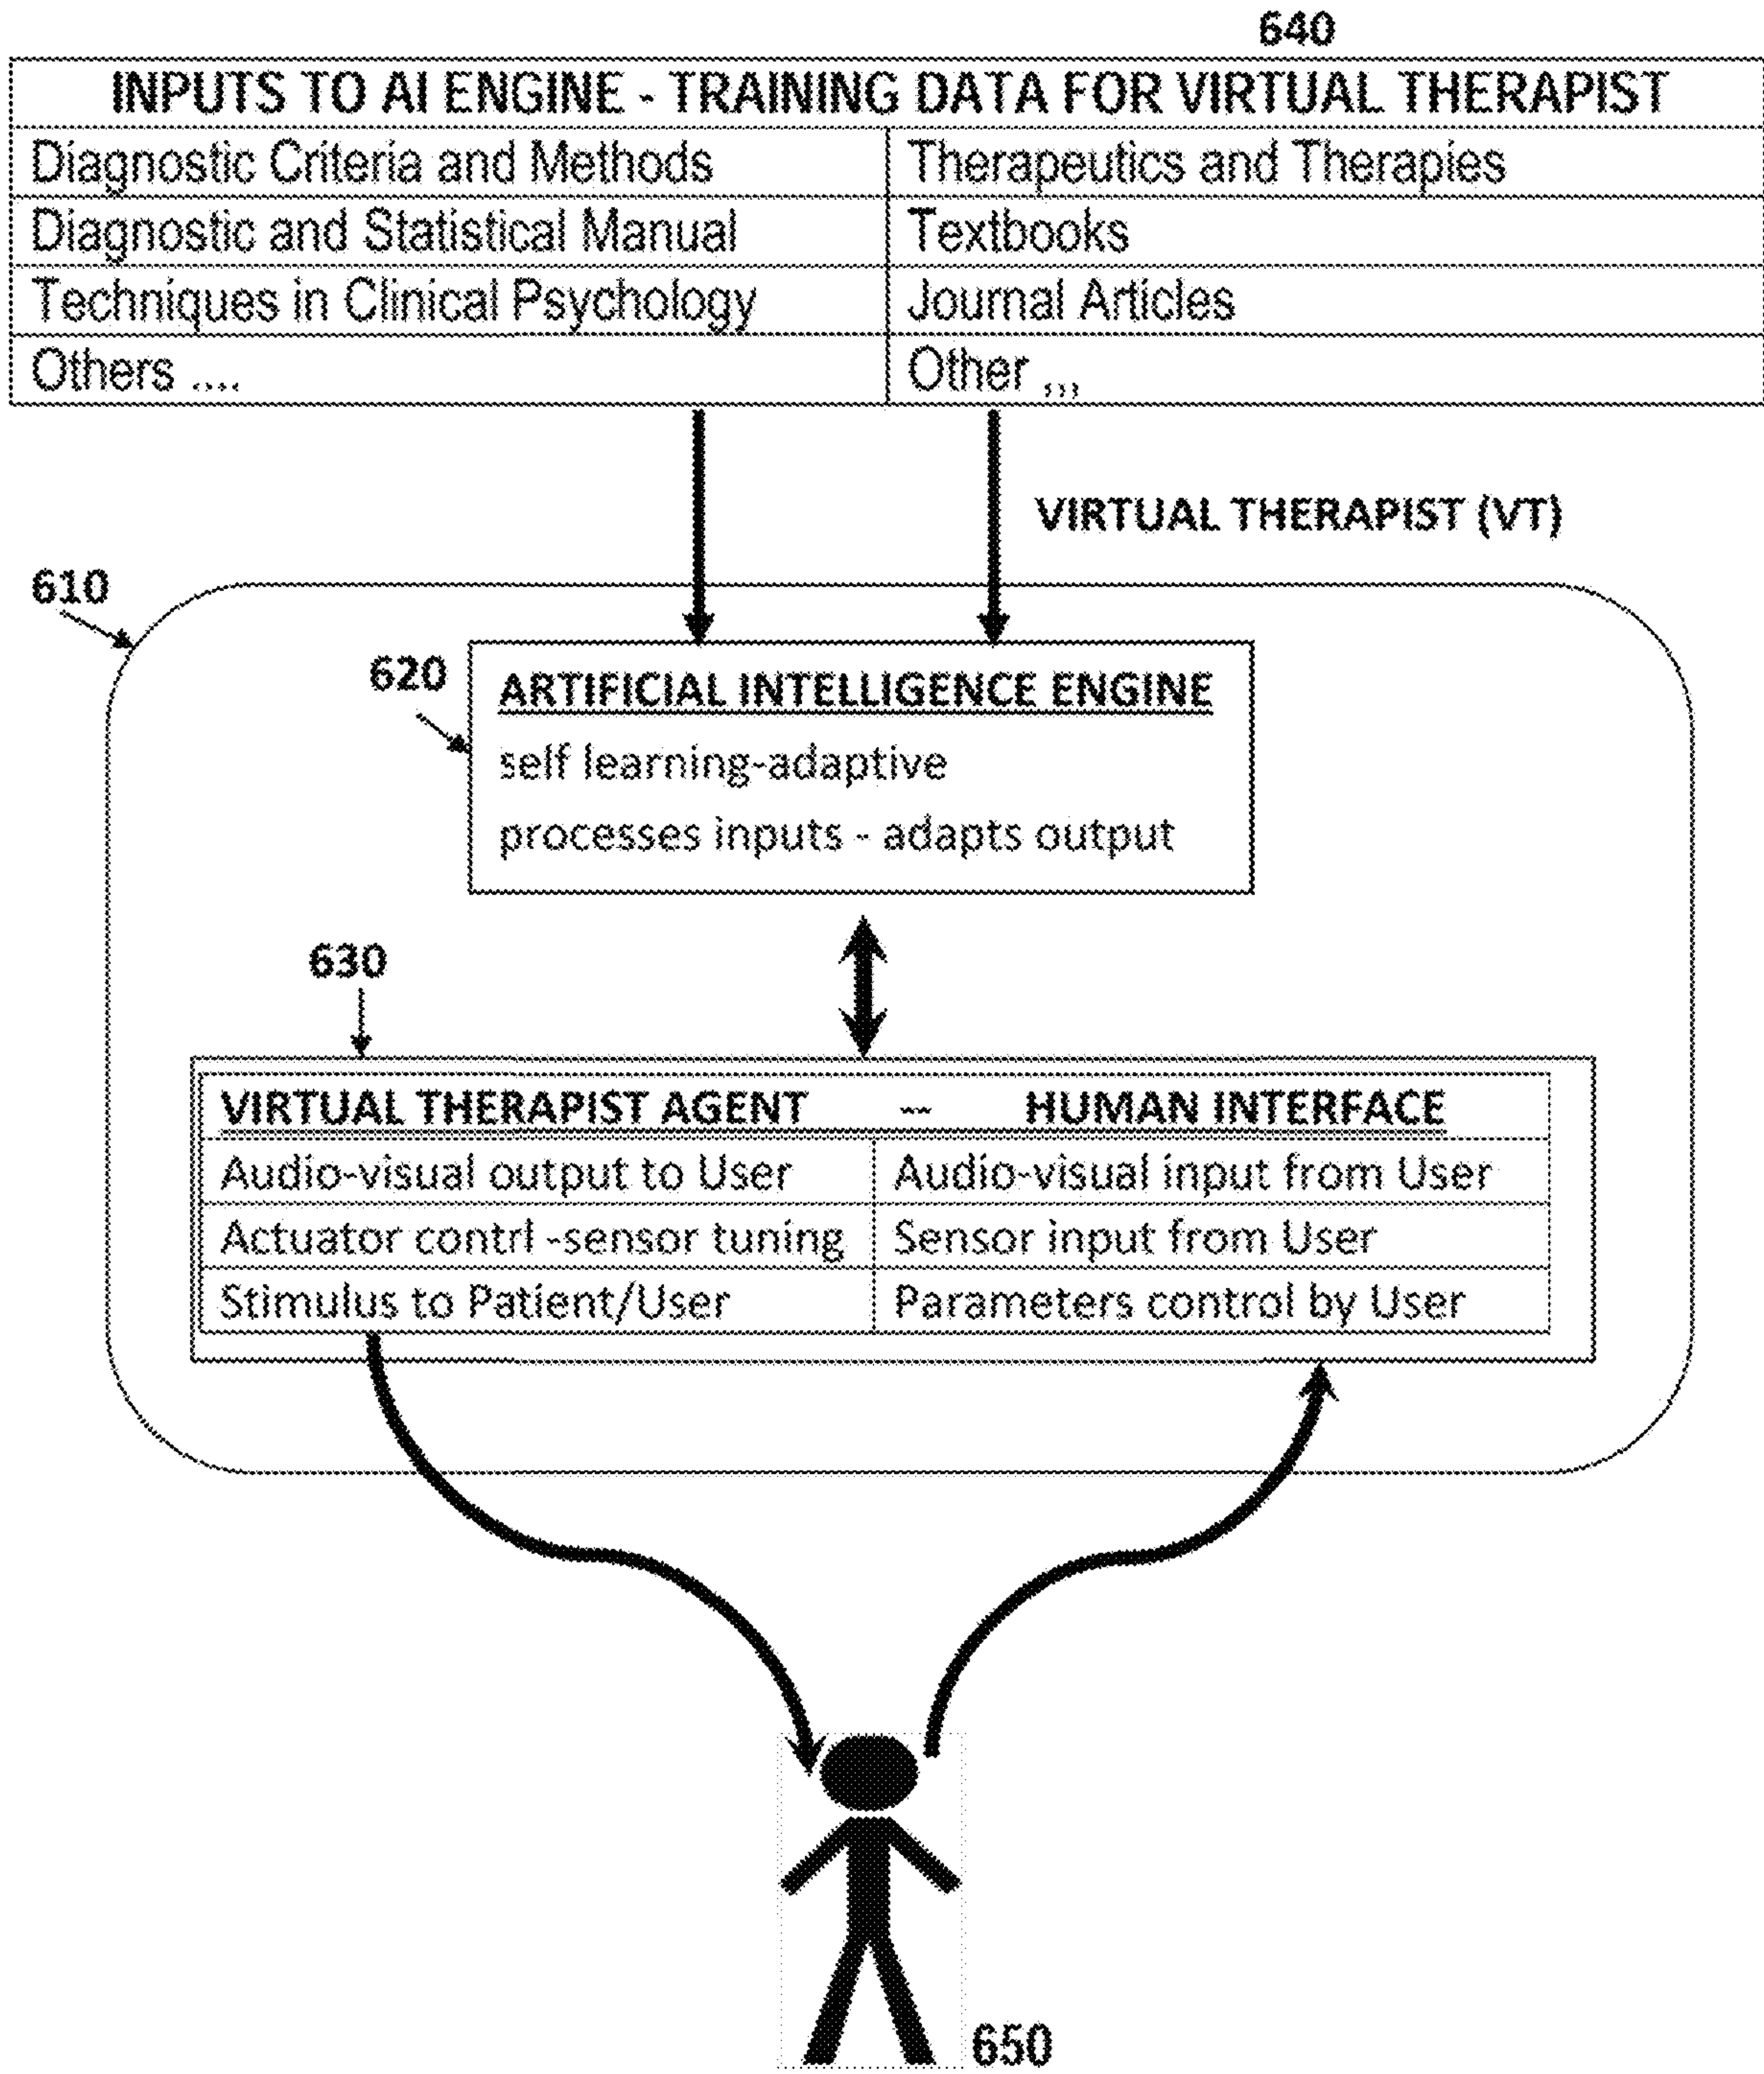 640
INPUTS TO AI ENGINE - TRAINING DATA FOR VIRTUAL THERAPIST
Diagnostic Criteria and Methods Therapeutics and Therapies
Diagnostic and Statistical Manual Textbooks
Techniques in Clinical Psychology Journal Articles
Others .... Other ,,,
VIRTUAL THERAPIST (VT)
610
620
ARTIFICIAL INTELLIGENCE ENGINE
self learning-adaptive
processes inputs - adapts output
630
VIRTUAL THERAPIST AGENT -- HUMAN INTERFACE
Audio-visual output to User Audio-visual input from User
Actuator contrl -sensor tuning Sensor input from User
Stimulus to Patient/User Parameters control by User
650